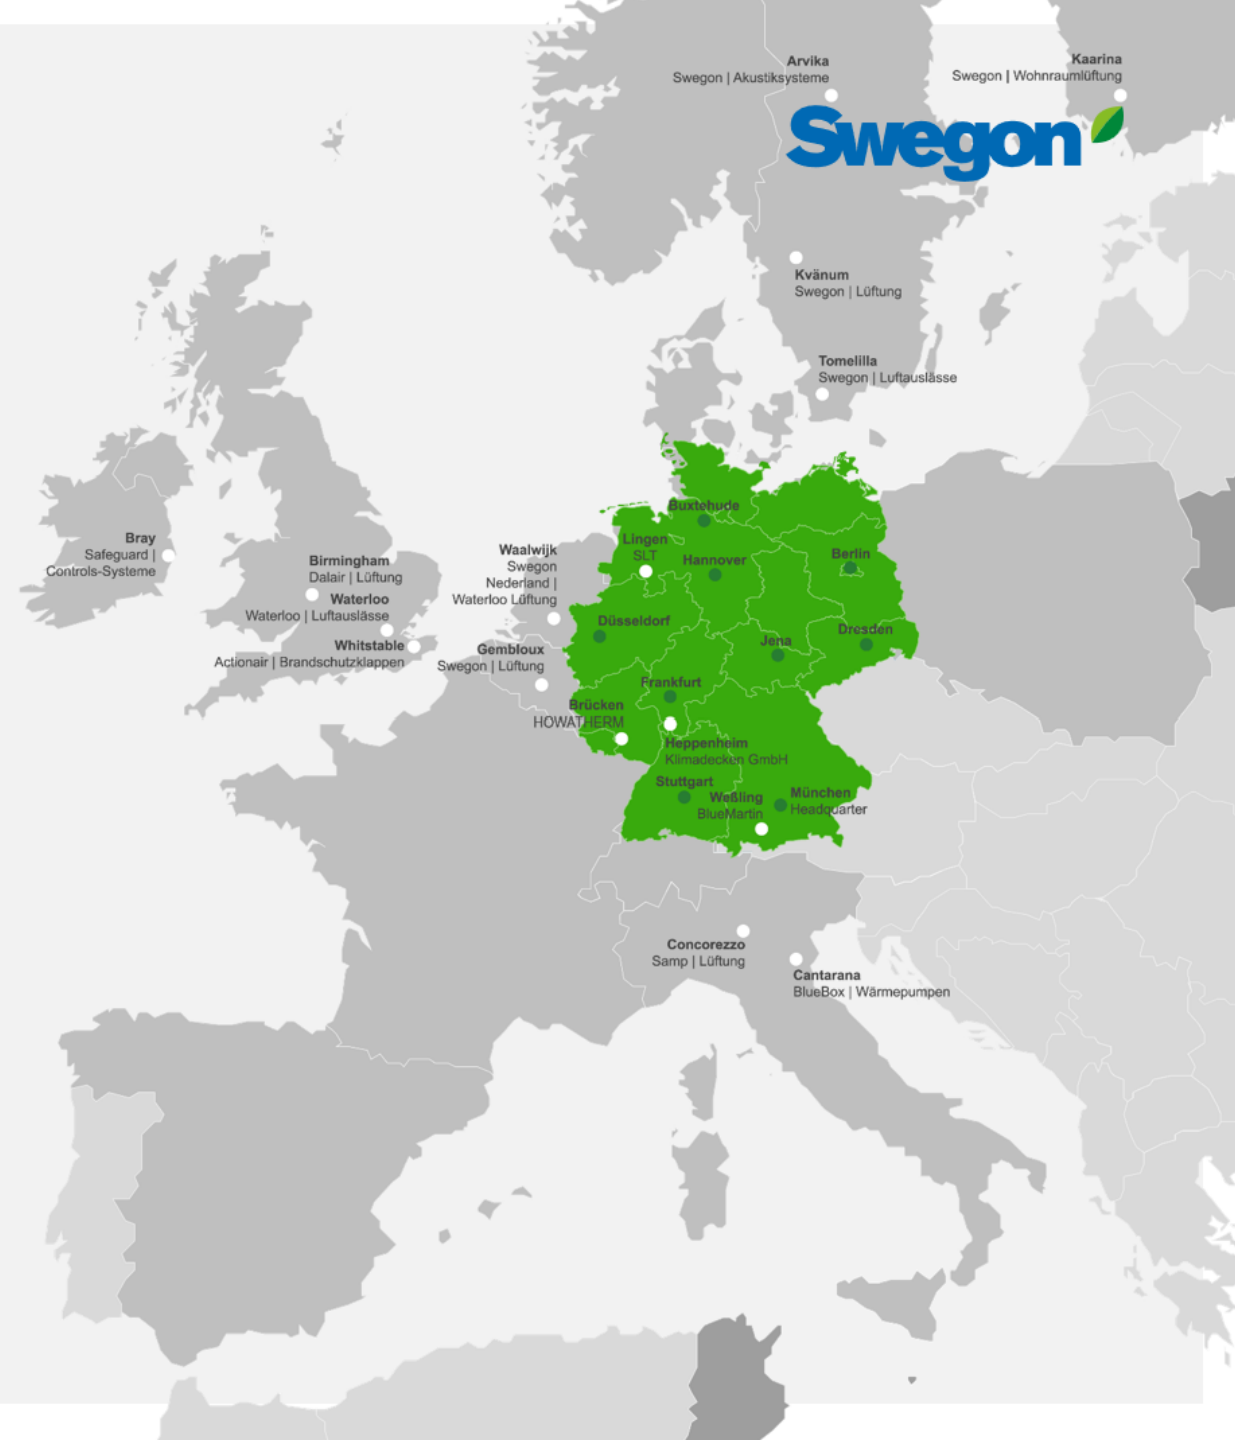 Arvika
Swegon | Akustiksysteme
Kaarina
Swegon | Wohnraumlüftung
Swegon
Kvänum
Swegon | Lüftung
Tomelilla
Swegon | Luftauslässe
Buxtehude
Lingen
SLT
Hannover
Berlin
Bray
Safeguard |
Controls-Systeme
Birmingham
Dalair | Lüftung
Waterloo
Waterloo | Luftauslässe
Whitstable
Actionair | Brandschutzklappen
Waalwijk
Swegon
Nederland |
Waterloo Lüftung
Gembloux
Swegon | Lüftung
Düsseldorf
Jena
Dresden
Frankfurt
Brücken
HOWATHERM
Heppenheim
Klimadecken GmbH
Stuttgart
Weßling
BlueMartin
München
Headquarter
Concorezzo
Samp | Lüftung
Cantarana
BlueBox | Wärmepumpen